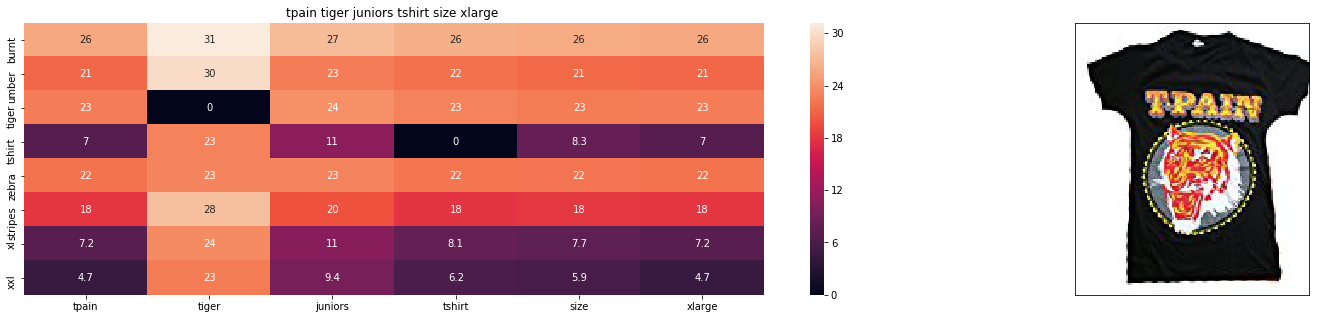 tpain tiger juniors tshirt size xlarge
burnt 26 31 27 26 26 26
umber 21 30 23 22 21 21
tiger 23 0 24 23 23 23
tshirt 7 23 11 0 8.3 7
zebra 22 23 23 22 22 22
stripes 18 28 20 18 18 18
xl 7.2 24 11 8.1 7.7 7.2
xxl 4.7 23 9.4 6.2 5.9 4.7
tpain tiger juniors tshirt size xlarge
30
24
18
12
6
0
T-PAIN